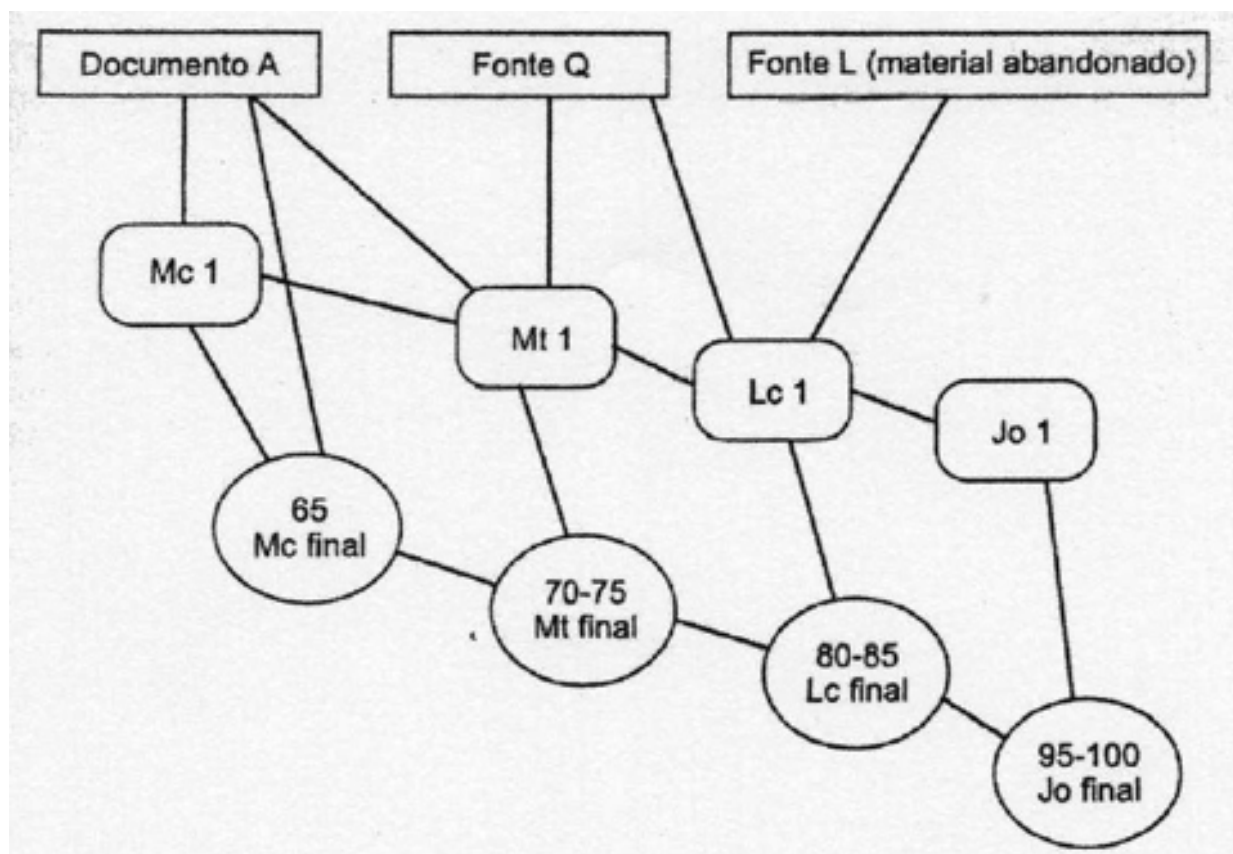 Documento A
Fonte Q
Fonte L (material abandonado)
Mc 1
Mt 1
Lc 1
Jo 1
65
Mc final
70-75
Mt final
80-85
Lc final
95-100
Jo final